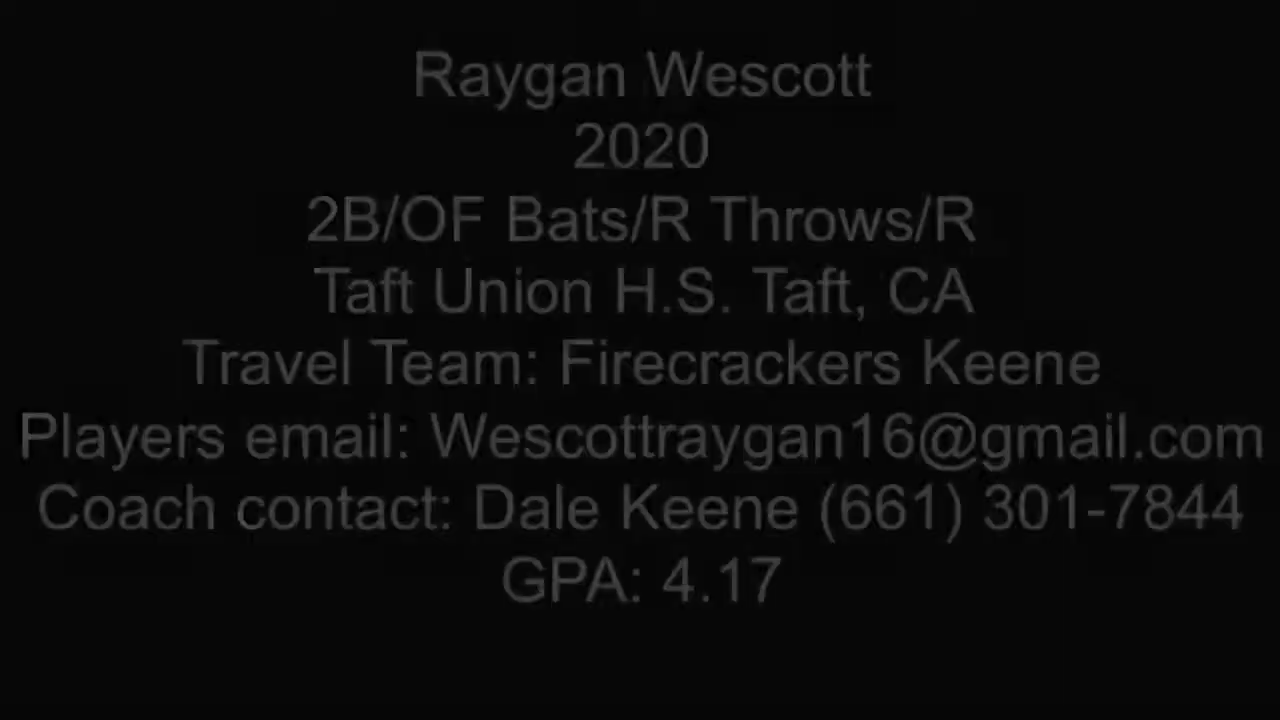 Raygan Wescott
2020
2B/OF Bats/R Throws/R
Taft Union H.S. Taft, CA
Travel Team: Firecrackers Keene
Players email: Wescottraygan16@gmail.com
Coach contact: Dale Keene (661) 301-7844
GPA: 4.17